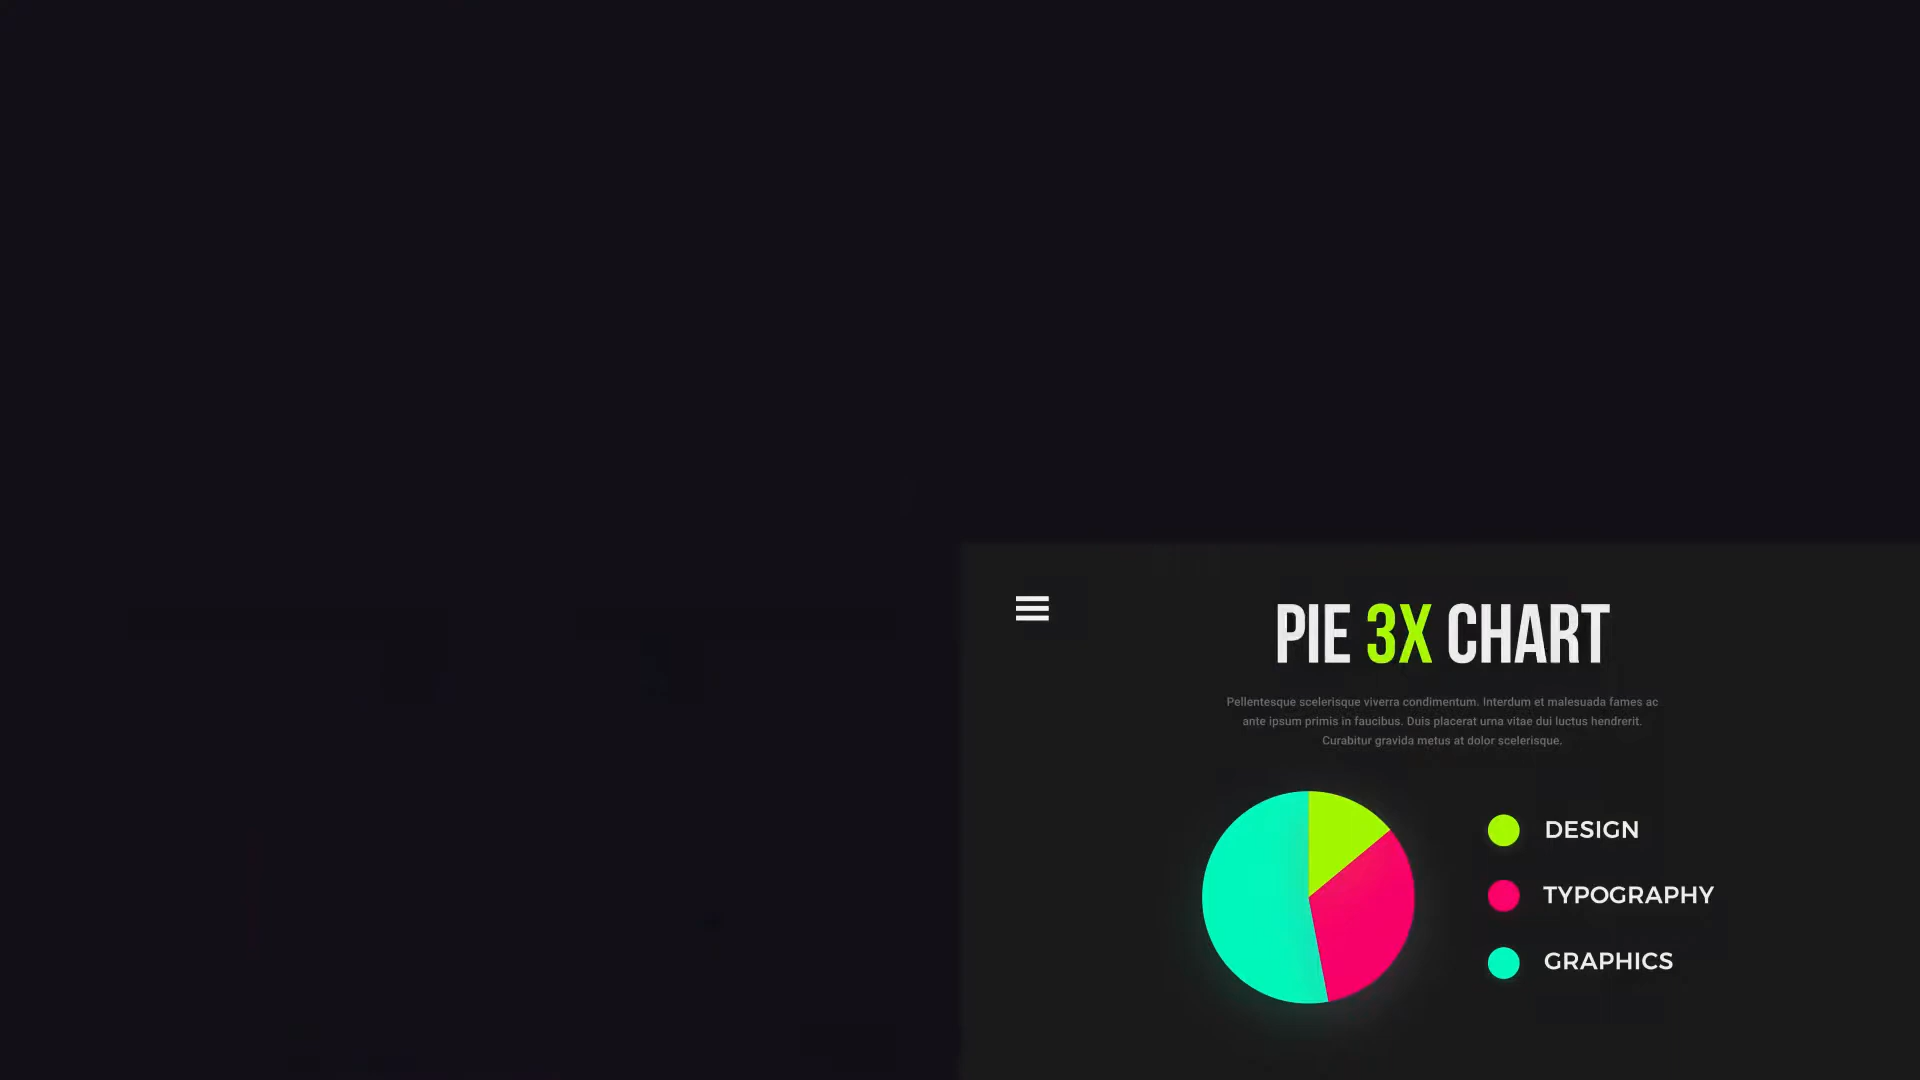 PIE 3X CHART
Pellentesque scelerisque viverra condimentum. Interdum et malesuada fames ac
ante ipsum primis in faucibus. Duis placerat urna vitae dui luctus hendrerit.
Curabitur gravida metus at dolor scelerisque.
DESIGN
TYPOGRAPHY
GRAPHICS